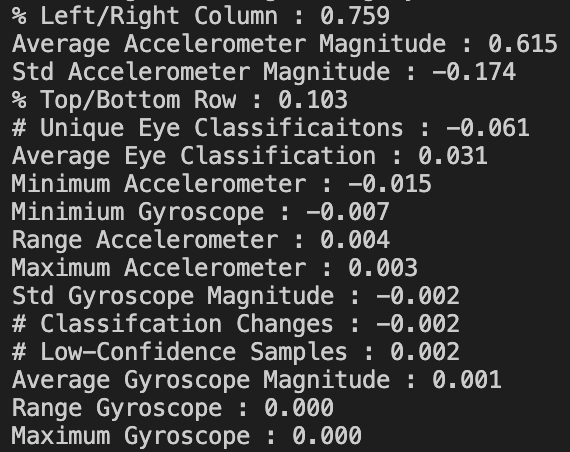 % Left/Right Column : 0.759
Average Accelerometer Magnitude : 0.615
Std Accelerometer Magnitude : -0.174
% Top/Bottom Row : 0.103
# Unique Eye Classificaitons : -0.061
Average Eye Classification : 0.031
Minimum Accelerometer : -0.015
Minimium Gyroscope : -0.007
Range Accelerometer : 0.004
Maximum Accelerometer : 0.003
Std Gyroscope Magnitude : -0.002
# Classifcation Changes : -0.002
# Low-Confidence Samples : 0.002
Average Gyroscope Magnitude : 0.001
Range Gyroscope : 0.000
Maximum Gyroscope : 0.000